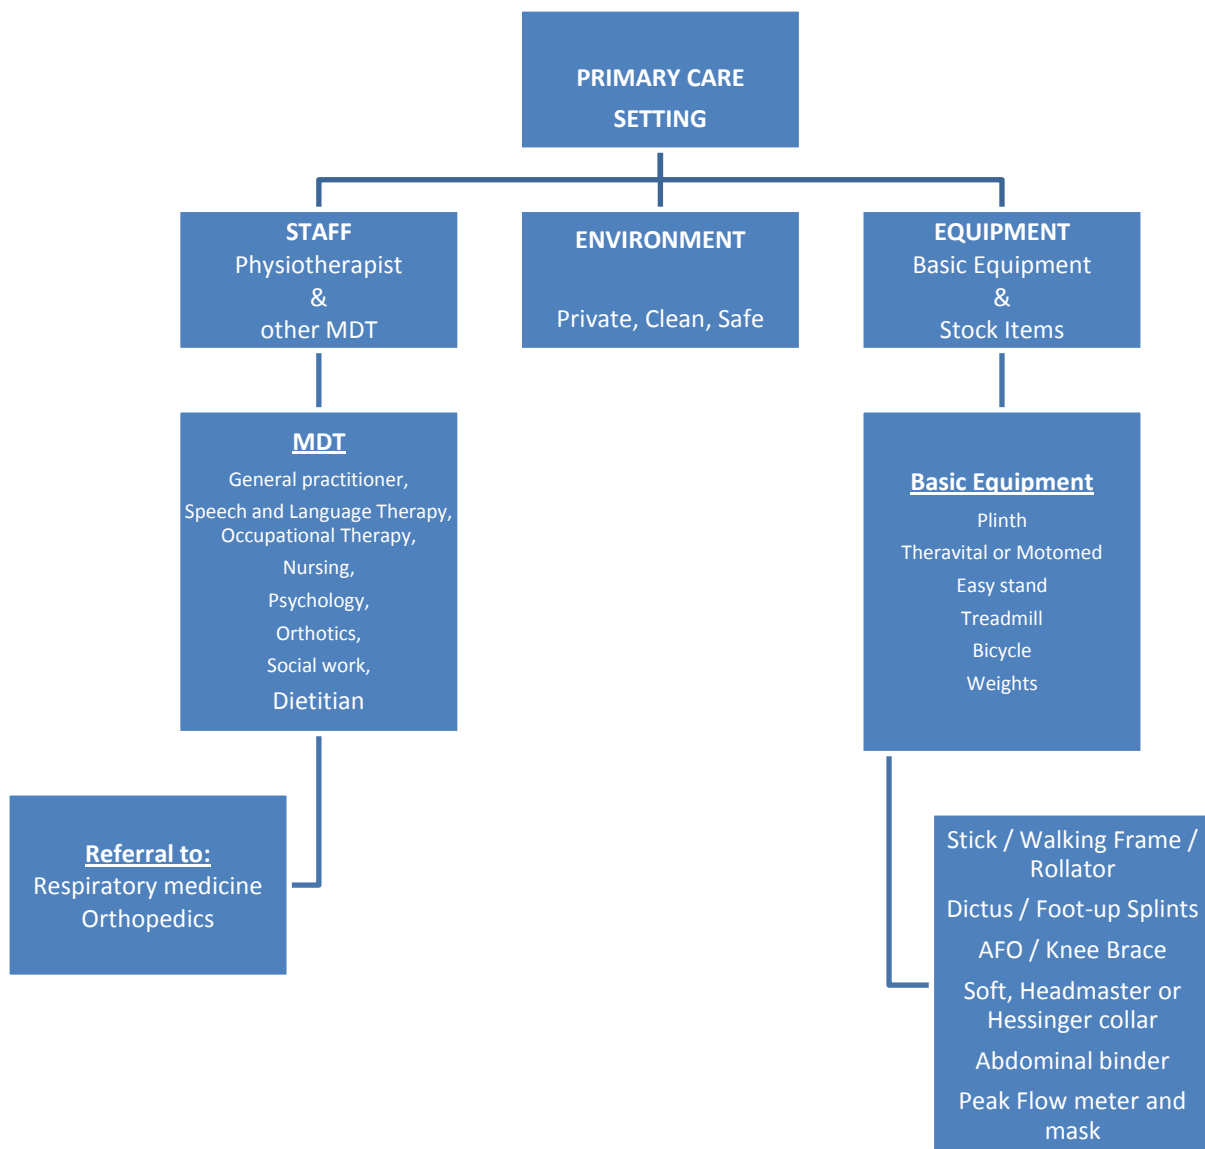 PRIMARY CARE
SETTING
STAFF
Physiotherapist
&
other MDT
ENVIRONMENT
Private, Clean, Safe
EQUIPMENT
Basic Equipment
&
Stock Items
MDT
General practitioner,
Speech and Language Therapy,
Occupational Therapy,
Nursing,
Psychology,
Orthotics,
Social work,
Dietitian
Basic Equipment
Plinth
Theravital or Motomed
Easy stand
Treadmill
Bicycle
Weights
Referral to:
Respiratory medicine
Orthopedics
Stick / Walking Frame /
Rollator
Dictus / Foot-up Splints
AFO / Knee Brace
Soft, Headmaster or
Hessinger collar
Abdominal binder
Peak Flow meter and
mask